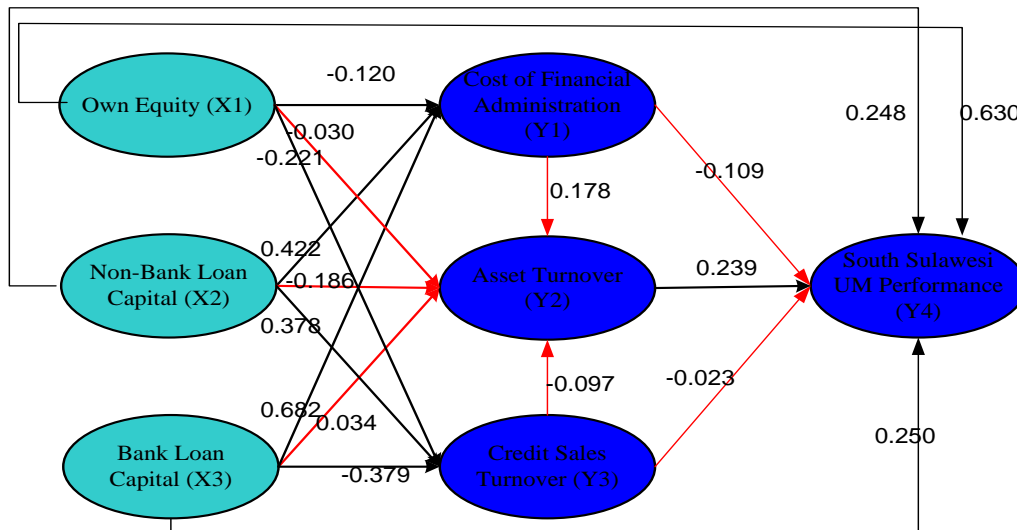 Own Equity (X1)
-0.120
Cost of Financial
Administration
(Y1)
-0.030
-0.221
0.248
0.630
-0.109
0.178
Non-Bank Loan
Capital (X2)
0.422
-0.186
0.378
Asset Turnover
(Y2)
0.239
South Sulawesi
UM Performance
(Y4)
-0.097
-0.023
Bank Loan
Capital (X3)
0.682
0.034
-0.379
Credit Sales
Turnover (Y3)
0.250